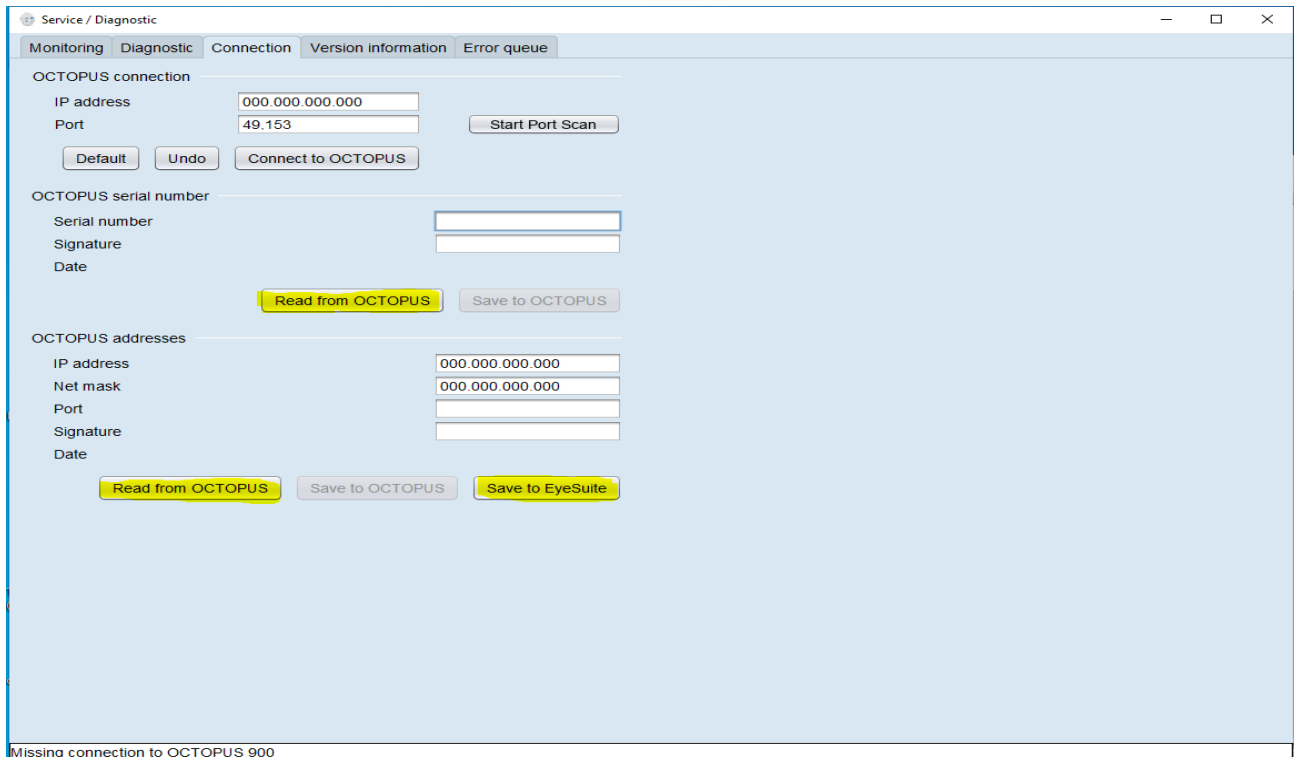 Service / Diagnostic
Monitoring Diagnostic Connection Version information Error queue
OCTOPUS connection
IP address 000.000.000.000
Port 49,153 Start Port Scan
Default Undo Connect to OCTOPUS
OCTOPUS serial number
Serial number
Signature
Date
Read from OCTOPUS Save to OCTOPUS
OCTOPUS addresses
IP address 000.000.000.000
Net mask 000.000.000.000
Port
Signature
Date
Read from OCTOPUS Save to OCTOPUS Save to EyeSuite
Missing connection to OCTOPUS 900